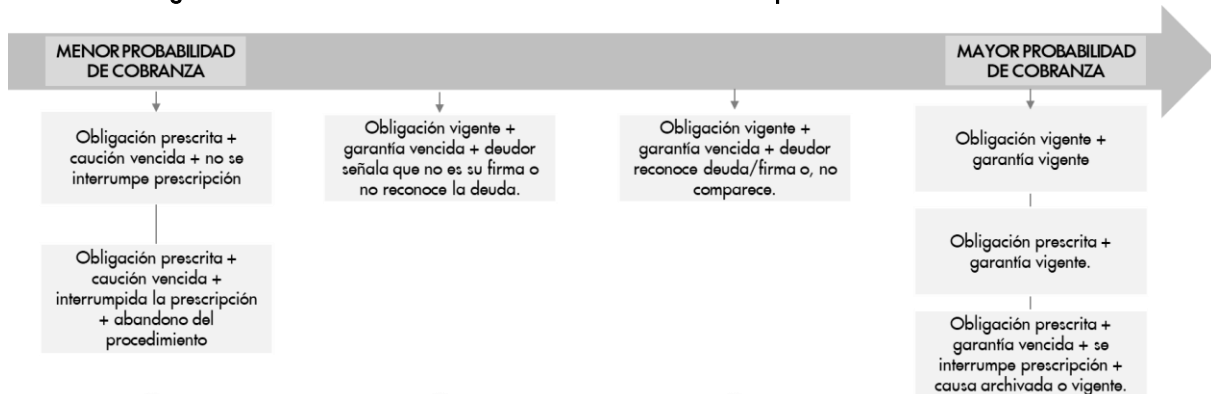 MENOR PROBABILIDAD
DE COBRANZA
MAYOR PROBABILIDAD
DE COBRANZA
Obligación prescrita +
caución vencida + no se
interrumpe prescripción
Obligación vigente +
garantía vencida + deudor
señala que no es su firma o
no reconoce la deuda.
Obligación vigente +
garantía vencida + deudor
reconoce deuda/firma o, no
comparece.
Obligación vigente +
garantía vigente
Obligación prescrita +
caución vencida +
interrumpida la prescripción
+ abandono del
procedimiento
Obligación prescrita +
garantía vigente.
Obligación prescrita +
garantía vencida + se
interrumpe prescripción +
causa archivada o vigente.